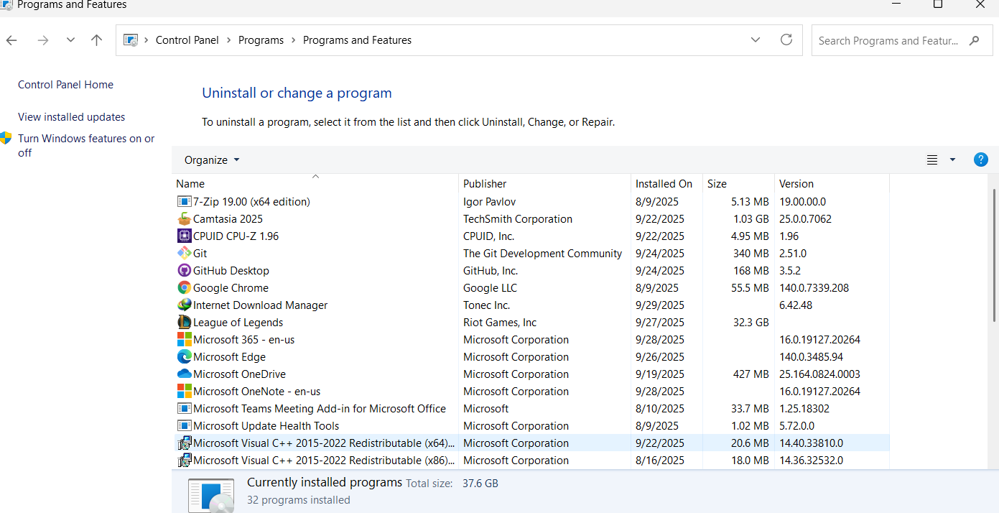 Programs and Features
Control Panel > Programs > Programs and Features
Search Programs and Featur...
Control Panel Home
View installed updates
Turn Windows features on or
off
Uninstall or change a program
To uninstall a program, select it from the list and then click Uninstall, Change, or Repair.
Organize
Name Publisher Installed On Size Version
7-Zip 19.00 (x64 edition) Igor Pavlov 8/9/2025 5.13 MB 19.00.00.0
Camtasia 2025 TechSmith Corporation 9/22/2025 1.03 GB 25.0.0.7062
CPUID CPU-Z 1.96 CPUID, Inc. 9/22/2025 4.95 MB 1.96
Git The Git Development Community 9/24/2025 340 MB 2.51.0
GitHub Desktop GitHub, Inc. 9/24/2025 168 MB 3.5.2
Google Chrome Google LLC 8/9/2025 55.5 MB 140.0.7339.208
Internet Download Manager Tonec Inc. 9/29/2025 6.42.48
League of Legends Riot Games, Inc 9/27/2025 32.3 GB
Microsoft 365 - en-us Microsoft Corporation 9/28/2025 16.0.19127.20264
Microsoft Edge Microsoft Corporation 9/26/2025 140.0.3485.94
Microsoft OneDrive Microsoft Corporation 9/19/2025 427 MB 25.164.0824.0003
Microsoft OneNote - en-us Microsoft Corporation 9/28/2025 16.0.19127.20264
Microsoft Teams Meeting Add-in for Microsoft Office Microsoft 8/10/2025 33.7 MB 1.25.18302
Microsoft Update Health Tools Microsoft Corporation 8/9/2025 1.02 MB 5.72.0.0
Microsoft Visual C++ 2015-2022 Redistributable (x64)... Microsoft Corporation 9/22/2025 20.6 MB 14.40.33810.0
Microsoft Visual C++ 2015-2022 Redistributable (x86)... Microsoft Corporation 8/16/2025 18.0 MB 14.36.32532.0
Currently installed programs Total size: 37.6 GB
32 programs installed